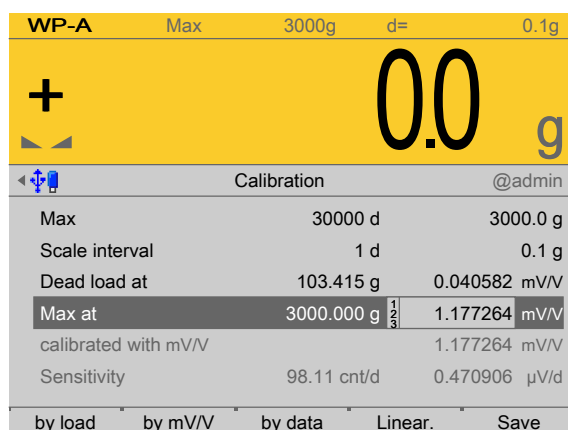 WP-A Max 3000g d= 0.1g
+ 0.0 g
Calibration @admin
Max 30000 d 3000.0 g
Scale interval 1 d 0.1 g
Dead load at 103.415 g 0.040582 mV/V
Max at 3000.000 g 123 1.177264 mV/V
calibrated with mV/V 1.177264 mV/V
Sensitivity 98.11 cnt/d 0.470906 µV/d
by load by mV/V by data Linear. Save